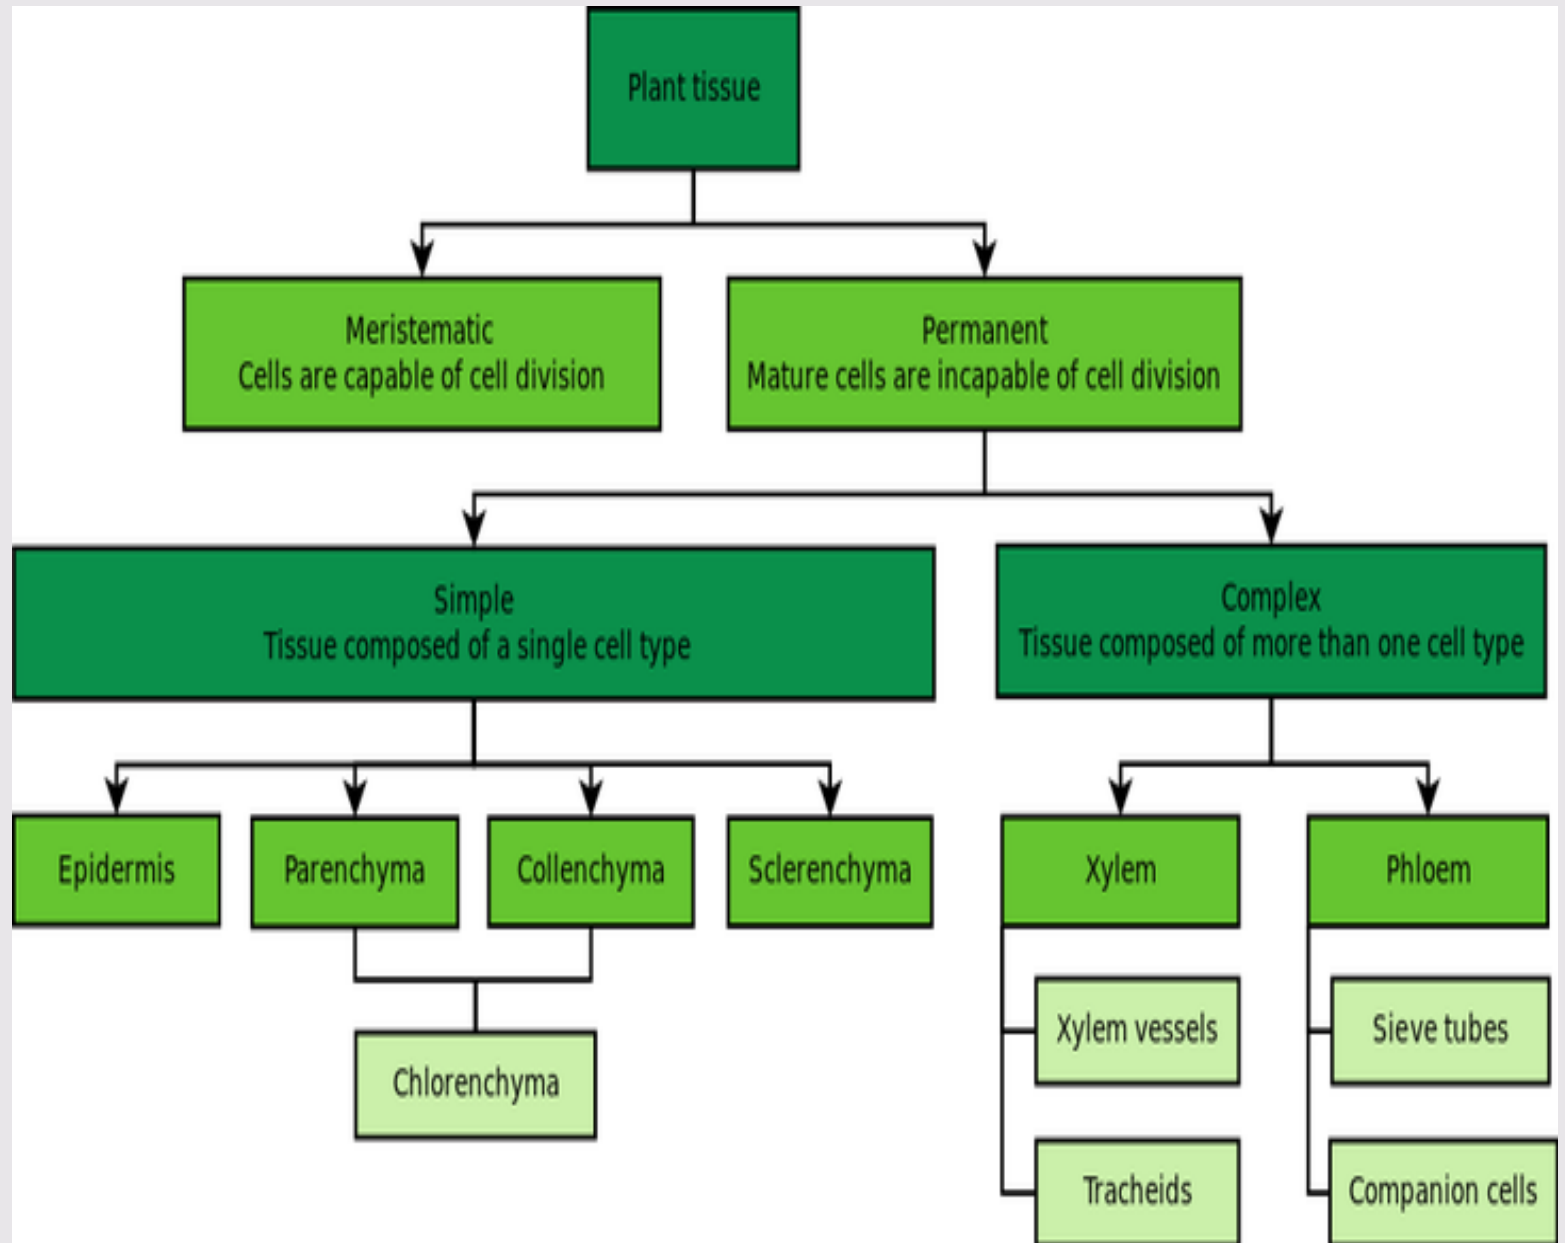 Plant tissue
Meristematic
Cells are capable of cell division
Permanent
Mature cells are incapable of cell division
Simple
Tissue composed of a single cell type
Complex
Tissue composed of more than one cell type
Epidermis
Parenchyma
Collenchyma
Sclerenchyma
Xylem
Phloem
Chlorenchyma
Xylem vessels
Sieve tubes
Tracheids
Companion cells